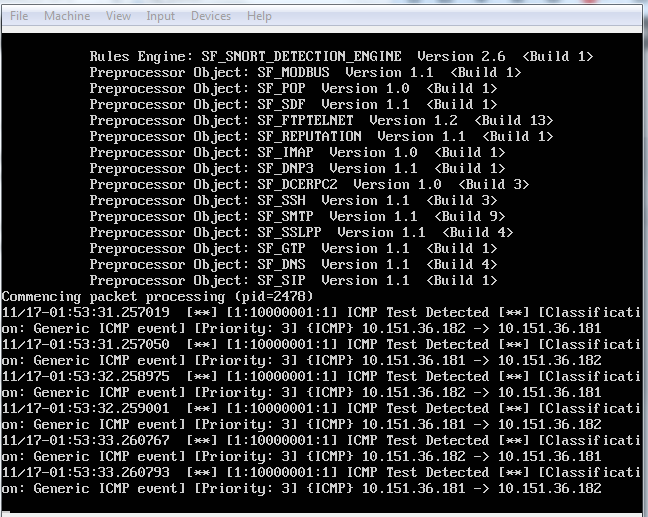 File Machine View Input Devices Help
Rules Engine: SF_SNORT_DETECTION_ENGINE Version 2.6 <Build 1>
Preprocessor Object: SF_MODBUS Version 1.1 <Build 1>
Preprocessor Object: SF_POP Version 1.0 <Build 1>
Preprocessor Object: SF_SDF Version 1.1 <Build 1>
Preprocessor Object: SF_FTPTELNET Version 1.2 <Build 13>
Preprocessor Object: SF_REPUTATION Version 1.1 <Build 1>
Preprocessor Object: SF_IMAP Version 1.0 <Build 1>
Preprocessor Object: SF_DNP3 Version 1.1 <Build 1>
Preprocessor Object: SF_DCERPC2 Version 1.0 <Build 3>
Preprocessor Object: SF_SSH Version 1.1 <Build 3>
Preprocessor Object: SF_SMTP Version 1.1 <Build 9>
Preprocessor Object: SF_SSLPP Version 1.1 <Build 4>
Preprocessor Object: SF_GTP Version 1.1 <Build 1>
Preprocessor Object: SF_DNS Version 1.1 <Build 4>
Preprocessor Object: SF_SIP Version 1.1 <Build 1>
Commencing packet processing (pid=2478)
11/17-01:53:31.257019 [**] [1:10000001:1] ICMP Test Detected [**] [Classificati
on: Generic ICMP event] [Priority: 3] {ICMP} 10.151.36.182 -> 10.151.36.181
11/17-01:53:31.257050 [**] [1:10000001:1] ICMP Test Detected [**] [Classificati
on: Generic ICMP event] [Priority: 3] {ICMP} 10.151.36.181 -> 10.151.36.182
11/17-01:53:32.258975 [**] [1:10000001:1] ICMP Test Detected [**] [Classificati
on: Generic ICMP event] [Priority: 3] {ICMP} 10.151.36.182 -> 10.151.36.181
11/17-01:53:32.259001 [**] [1:10000001:1] ICMP Test Detected [**] [Classificati
on: Generic ICMP event] [Priority: 3] {ICMP} 10.151.36.181 -> 10.151.36.182
11/17-01:53:33.260767 [**] [1:10000001:1] ICMP Test Detected [**] [Classificati
on: Generic ICMP event] [Priority: 3] {ICMP} 10.151.36.182 -> 10.151.36.181
11/17-01:53:33.260793 [**] [1:10000001:1] ICMP Test Detected [**] [Classificati
on: Generic ICMP event] [Priority: 3] {ICMP} 10.151.36.181 -> 10.151.36.182